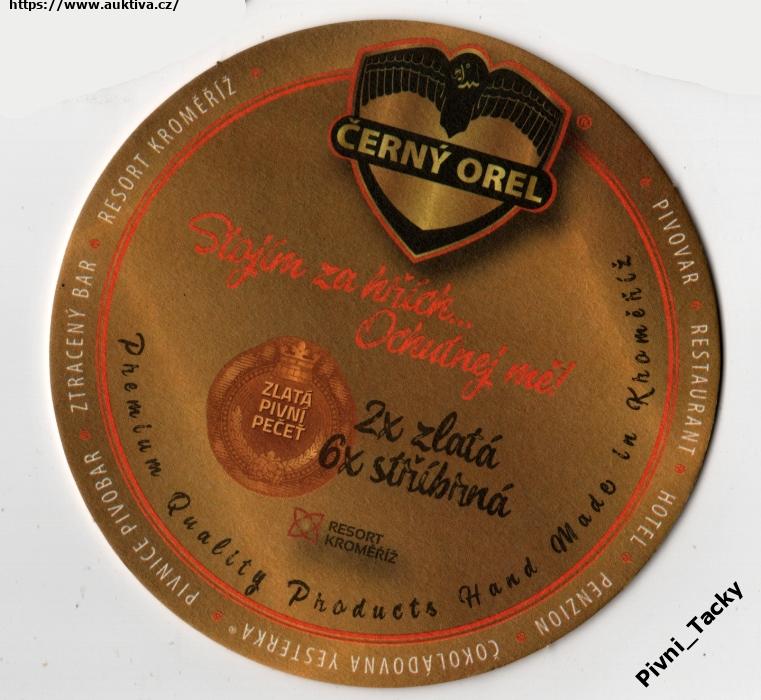 https://www.auktiva.cz/
ČERNÝ OREL
®
Stojím za hřích...
Ochutnej mě!
ZLATÁ
PIVNÍ
PEČEŤ
2x zlatá
6x stříbrná
RESORT
KROMĚŘÍŽ
Premium Quality Products Hand Made in Kroměříž
PIVOVAR * RESTAURANT * HOTEL * PENZION * ČOKOLÁDOVNA YESTERKA® * PIVNICE PIVOBAR * ZTRACENÝ BAR * RESORT KROMĚŘÍŽ *
Pivni_Tacky